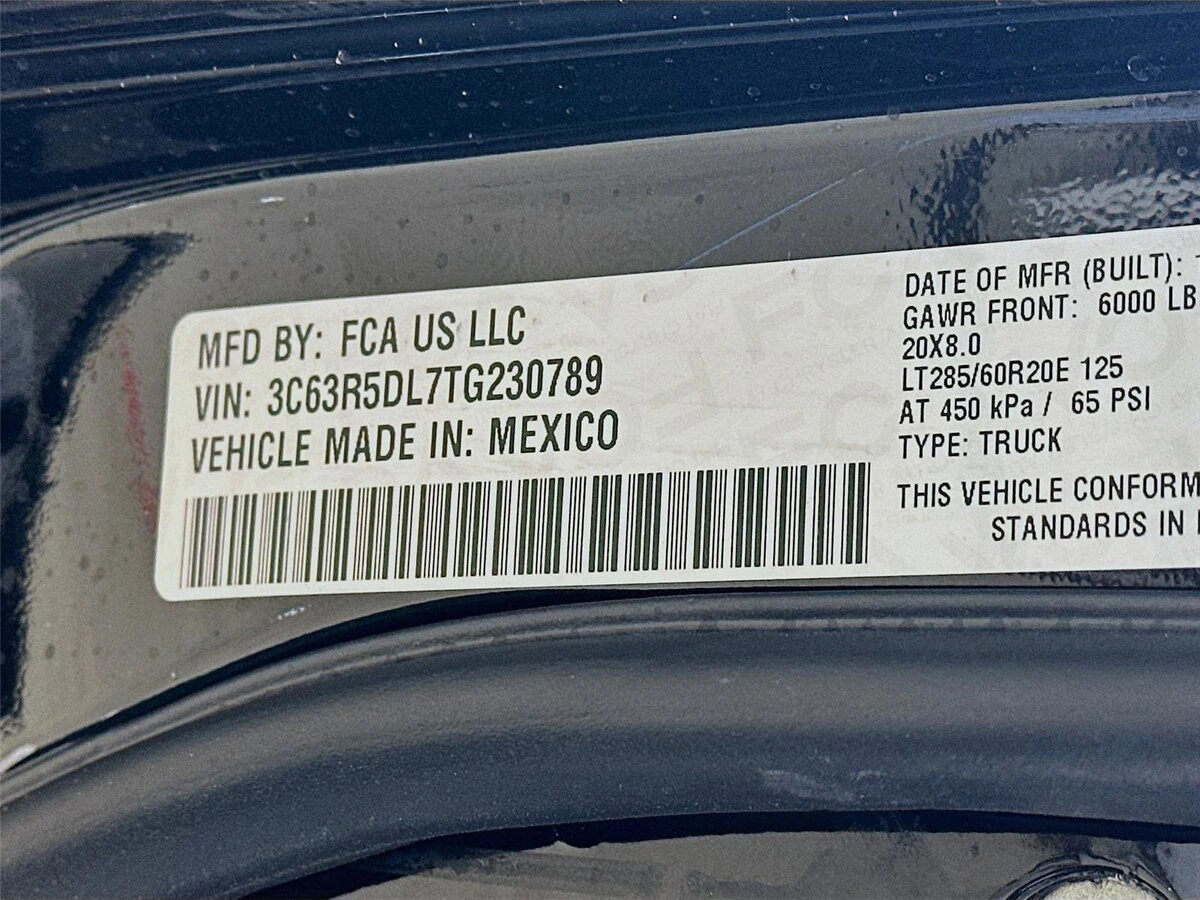 MFD BY: FCA US LLC
VIN: 3C63R5DL7TG230789
VEHICLE MADE IN: MEXICO
DATE OF MFR (BUILT):
GAWR FRONT: 6000 LB
20X8.0
LT285/60R20E 125
AT 450 kPa / 65 PSI
TYPE: TRUCK
THIS VEHICLE CONFORM
STANDARDS IN